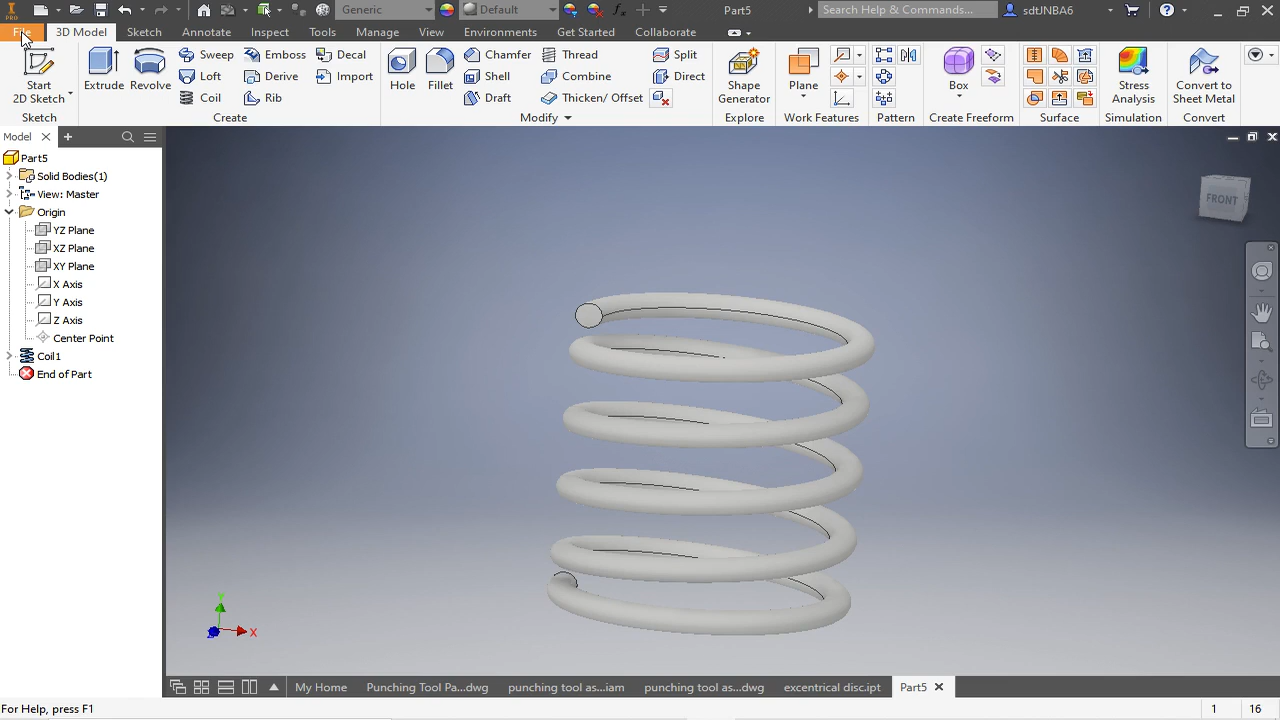 PRO
Generic
Default
Part5
Search Help & Commands...
sdtJNBA6
File
3D Model
Sketch
Annotate
Inspect
Tools
Manage
View
Environments
Get Started
Collaborate
Start
2D Sketch
Sketch
Extrude
Revolve
Sweep
Emboss
Decal
Loft
Derive
Import
Coil
Rib
Create
Hole
Fillet
Chamfer
Thread
Split
Shell
Combine
Direct
Draft
Thicken/ Offset
Modify
Shape
Generator
Explore
Plane
Work Features
Pattern
Box
Create Freeform
Surface
Stress
Analysis
Simulation
Convert to
Sheet Metal
Convert
Model
Part5
Solid Bodies(1)
View: Master
Origin
YZ Plane
XZ Plane
XY Plane
X Axis
Y Axis
Z Axis
Center Point
Coil1
End of Part
FRONT
Y
X
My Home
Punching Tool Pa...dwg
punching tool as...iam
punching tool as...dwg
excentrical disc.ipt
Part5
For Help, press F1
1
16